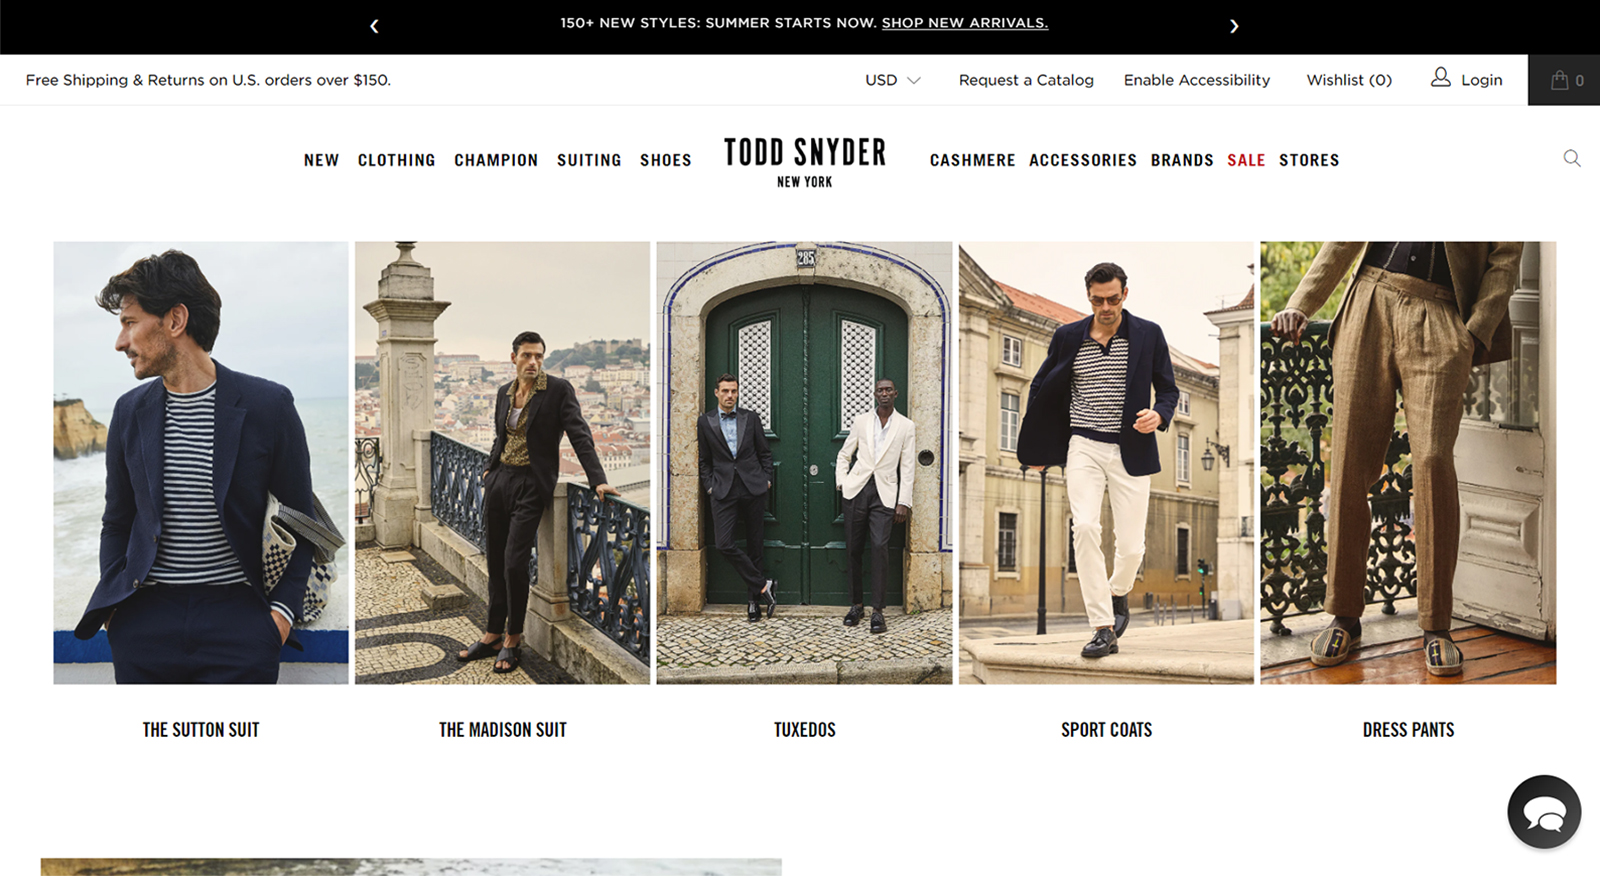 150+ NEW STYLES: SUMMER STARTS NOW. SHOP NEW ARRIVALS.
Free Shipping & Returns on U.S. orders over $150.
USD
Request a Catalog
Enable Accessibility
Wishlist (0)
Login
0
NEW CLOTHING CHAMPION SUITING SHOES
TODD SNYDER
NEW YORK
CASHMERE ACCESSORIES BRANDS SALE STORES
285
THE SUTTON SUIT
THE MADISON SUIT
TUXEDOS
SPORT COATS
DRESS PANTS